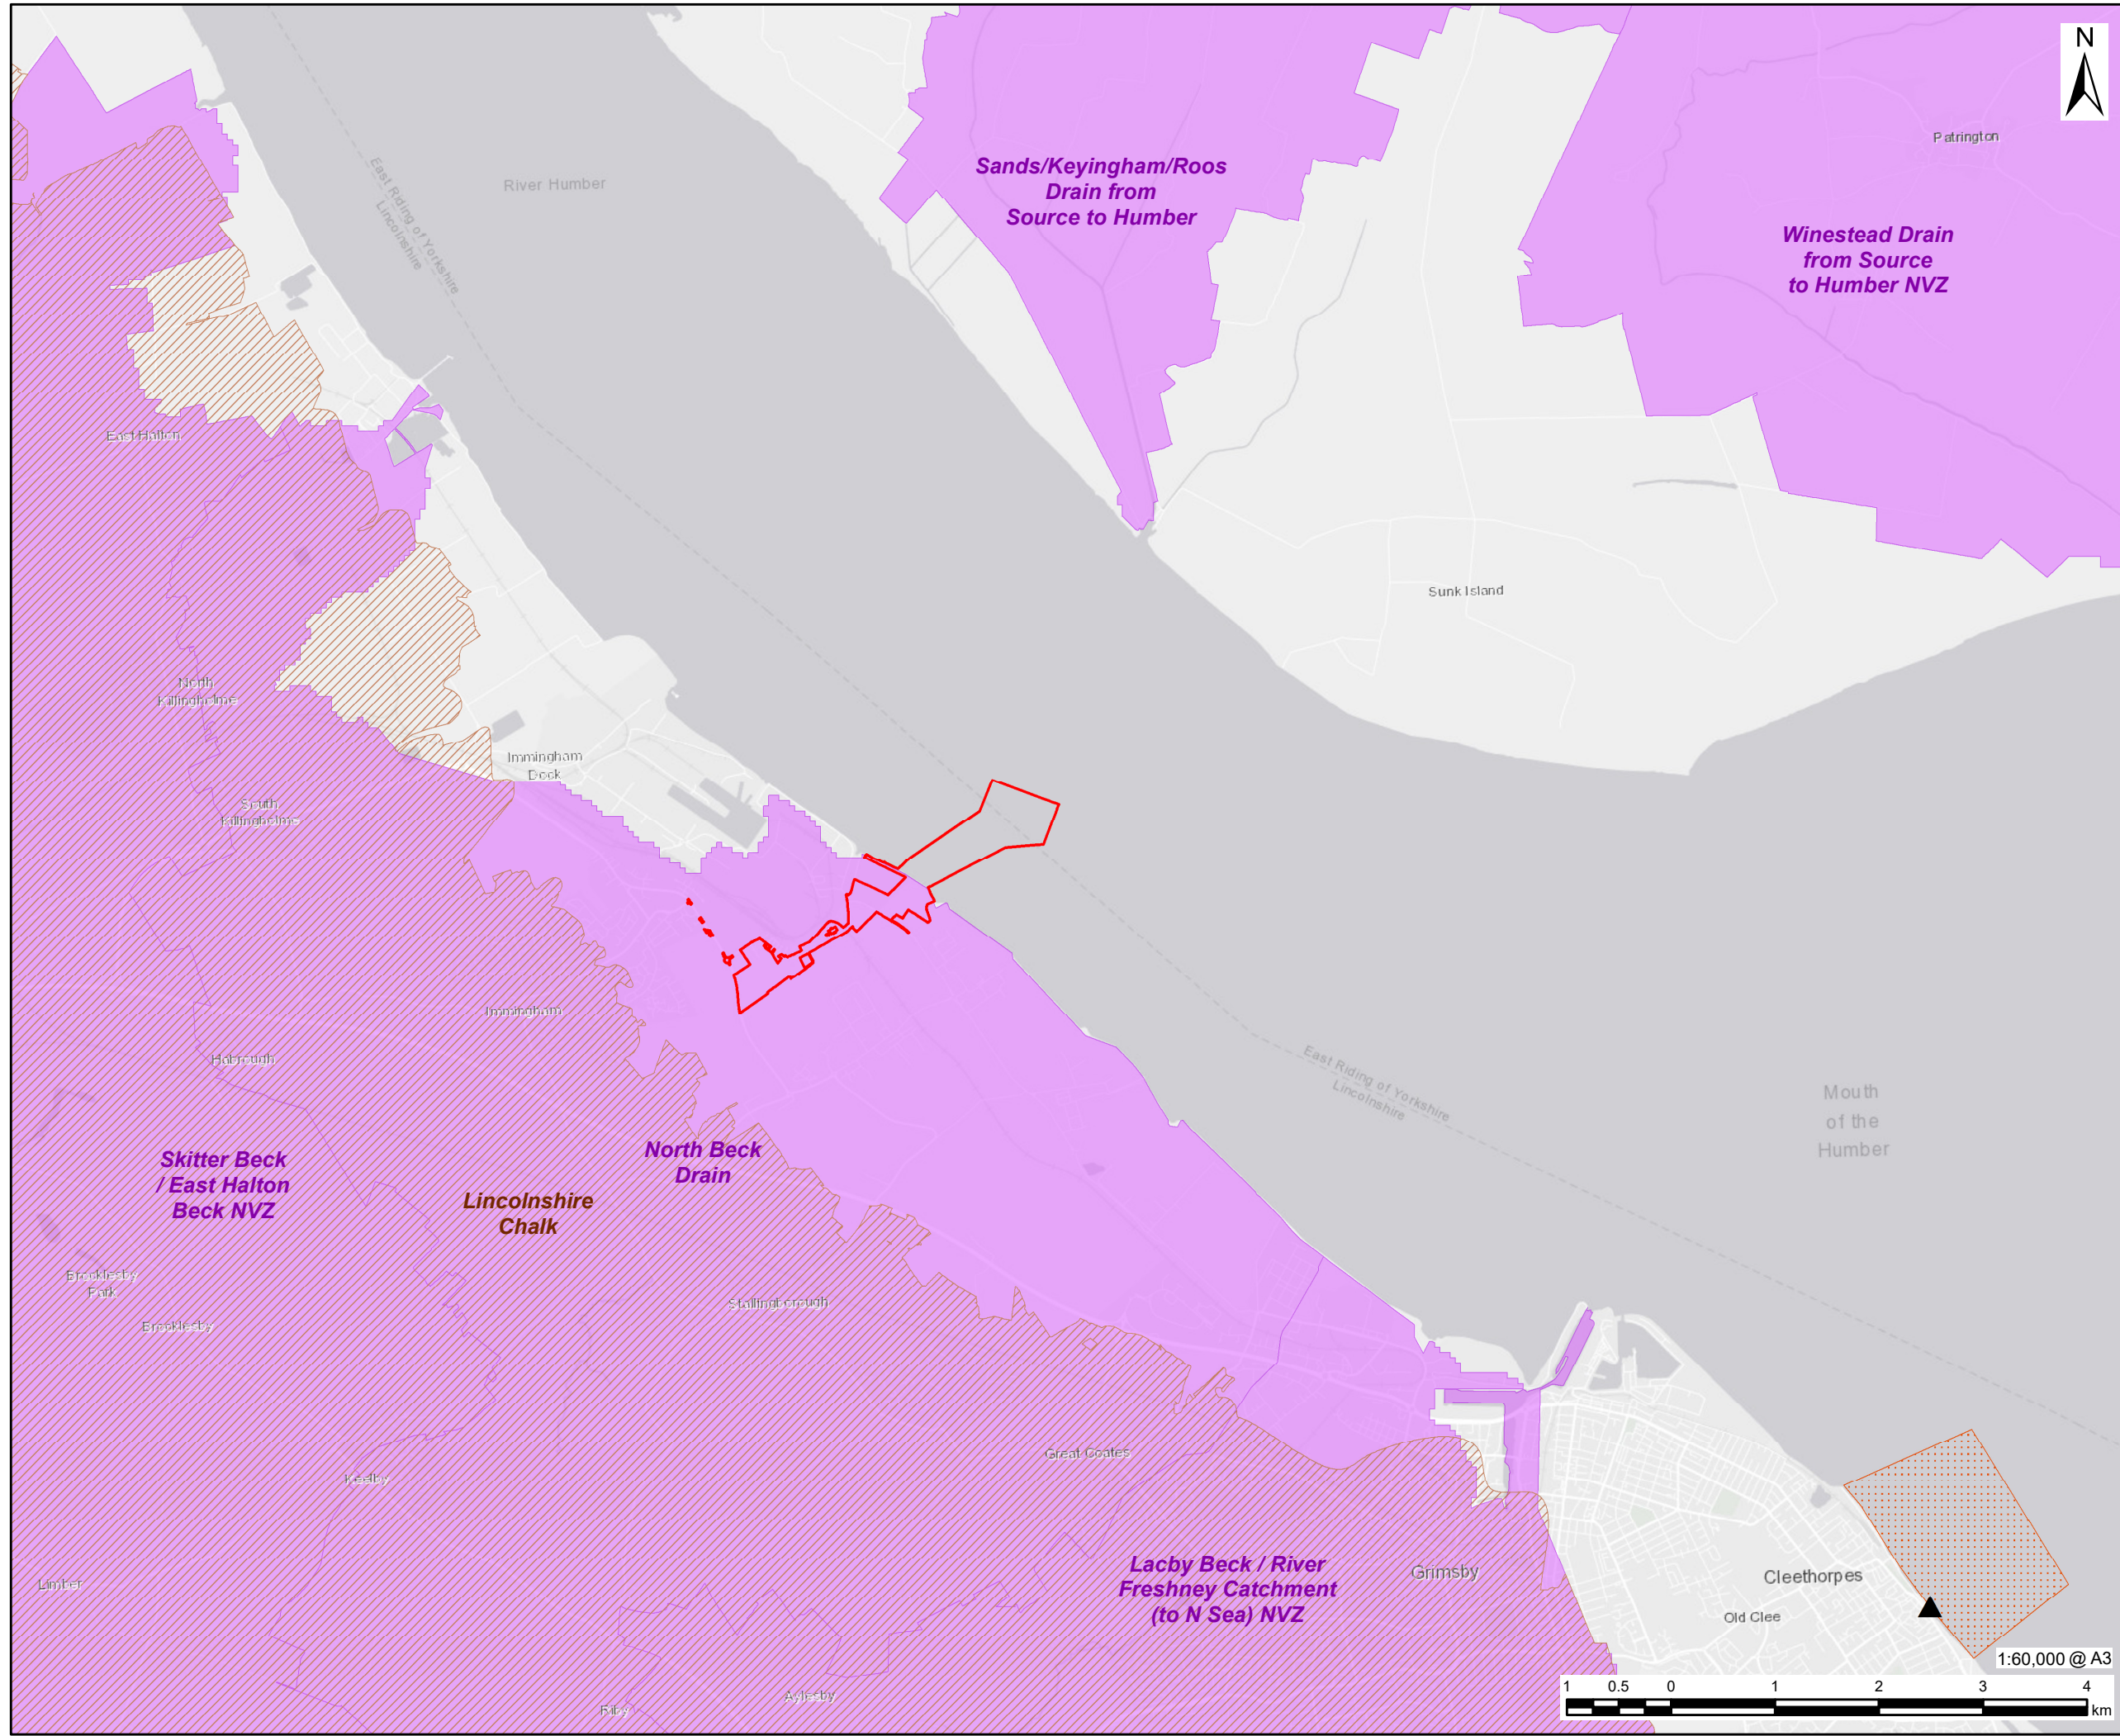 N
Patrington
Sands/Keyingham/Roos
Drain from
Source to Humber
River Humber
East Riding of Yorkshire
Lincolnshire
Winestead Drain
from Source
to Humber NVZ
East Halton
Sunk Island
North
Killingholme
Immingham
Dock
South
Killingholme
Immingham
Habrough
East Riding of Yorkshire
Lincolnshire
Mouth
of the
Humber
North Beck
Drain
Skitter Beck
/ East Halton
Beck NVZ
Lincolnshire
Chalk
Brocklesby
Park
Stallingborough
Brocklesby
Great Coates
Keelby
Lacby Beck / River
Freshney Catchment
(to N Sea) NVZ
Grimsby
Cleethorpes
Limber
Old Clee
1:60,000 @ A3
Aylesby
Riby
1 0.5 0 1 2 3 4
km